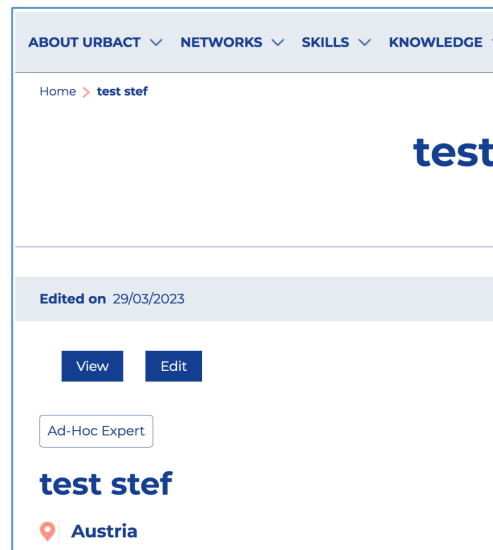 ABOUT URBACT NETWORKS SKILLS KNOWLEDGE
Home > test stef
test
Edited on 29/03/2023
View Edit
Ad-Hoc Expert
test stef
Austria